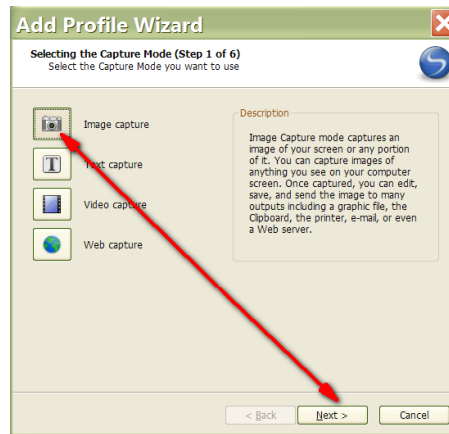 Add Profile Wizard
Selecting the Capture Mode (Step 1 of 6)
Select the Capture Mode you want to use
Image capture
Text capture
Video capture
Web capture
Description
Image Capture mode captures an
image of your screen or any portion
of it. You can capture images of
anything you see on your computer
screen. Once captured, you can edit,
save, and send the image to many
outputs including a graphic file, the
Clipboard, the printer, e-mail, or even
a Web server.
< Back
Next >
Cancel